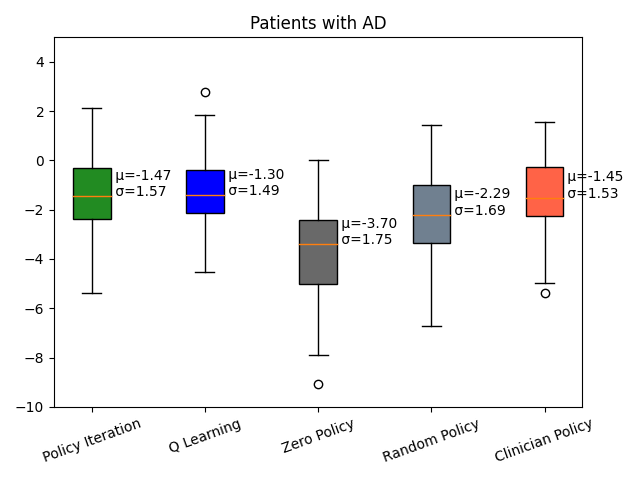 Patients with AD
4
2
0
−2
−4
−6
−8
−10
μ=-1.47
σ=1.57
μ=-1.30
σ=1.49
μ=-3.70
σ=1.75
μ=-2.29
σ=1.69
μ=-1.45
σ=1.53
Policy Iteration
Q Learning
Zero Policy
Random Policy
Clinician Policy